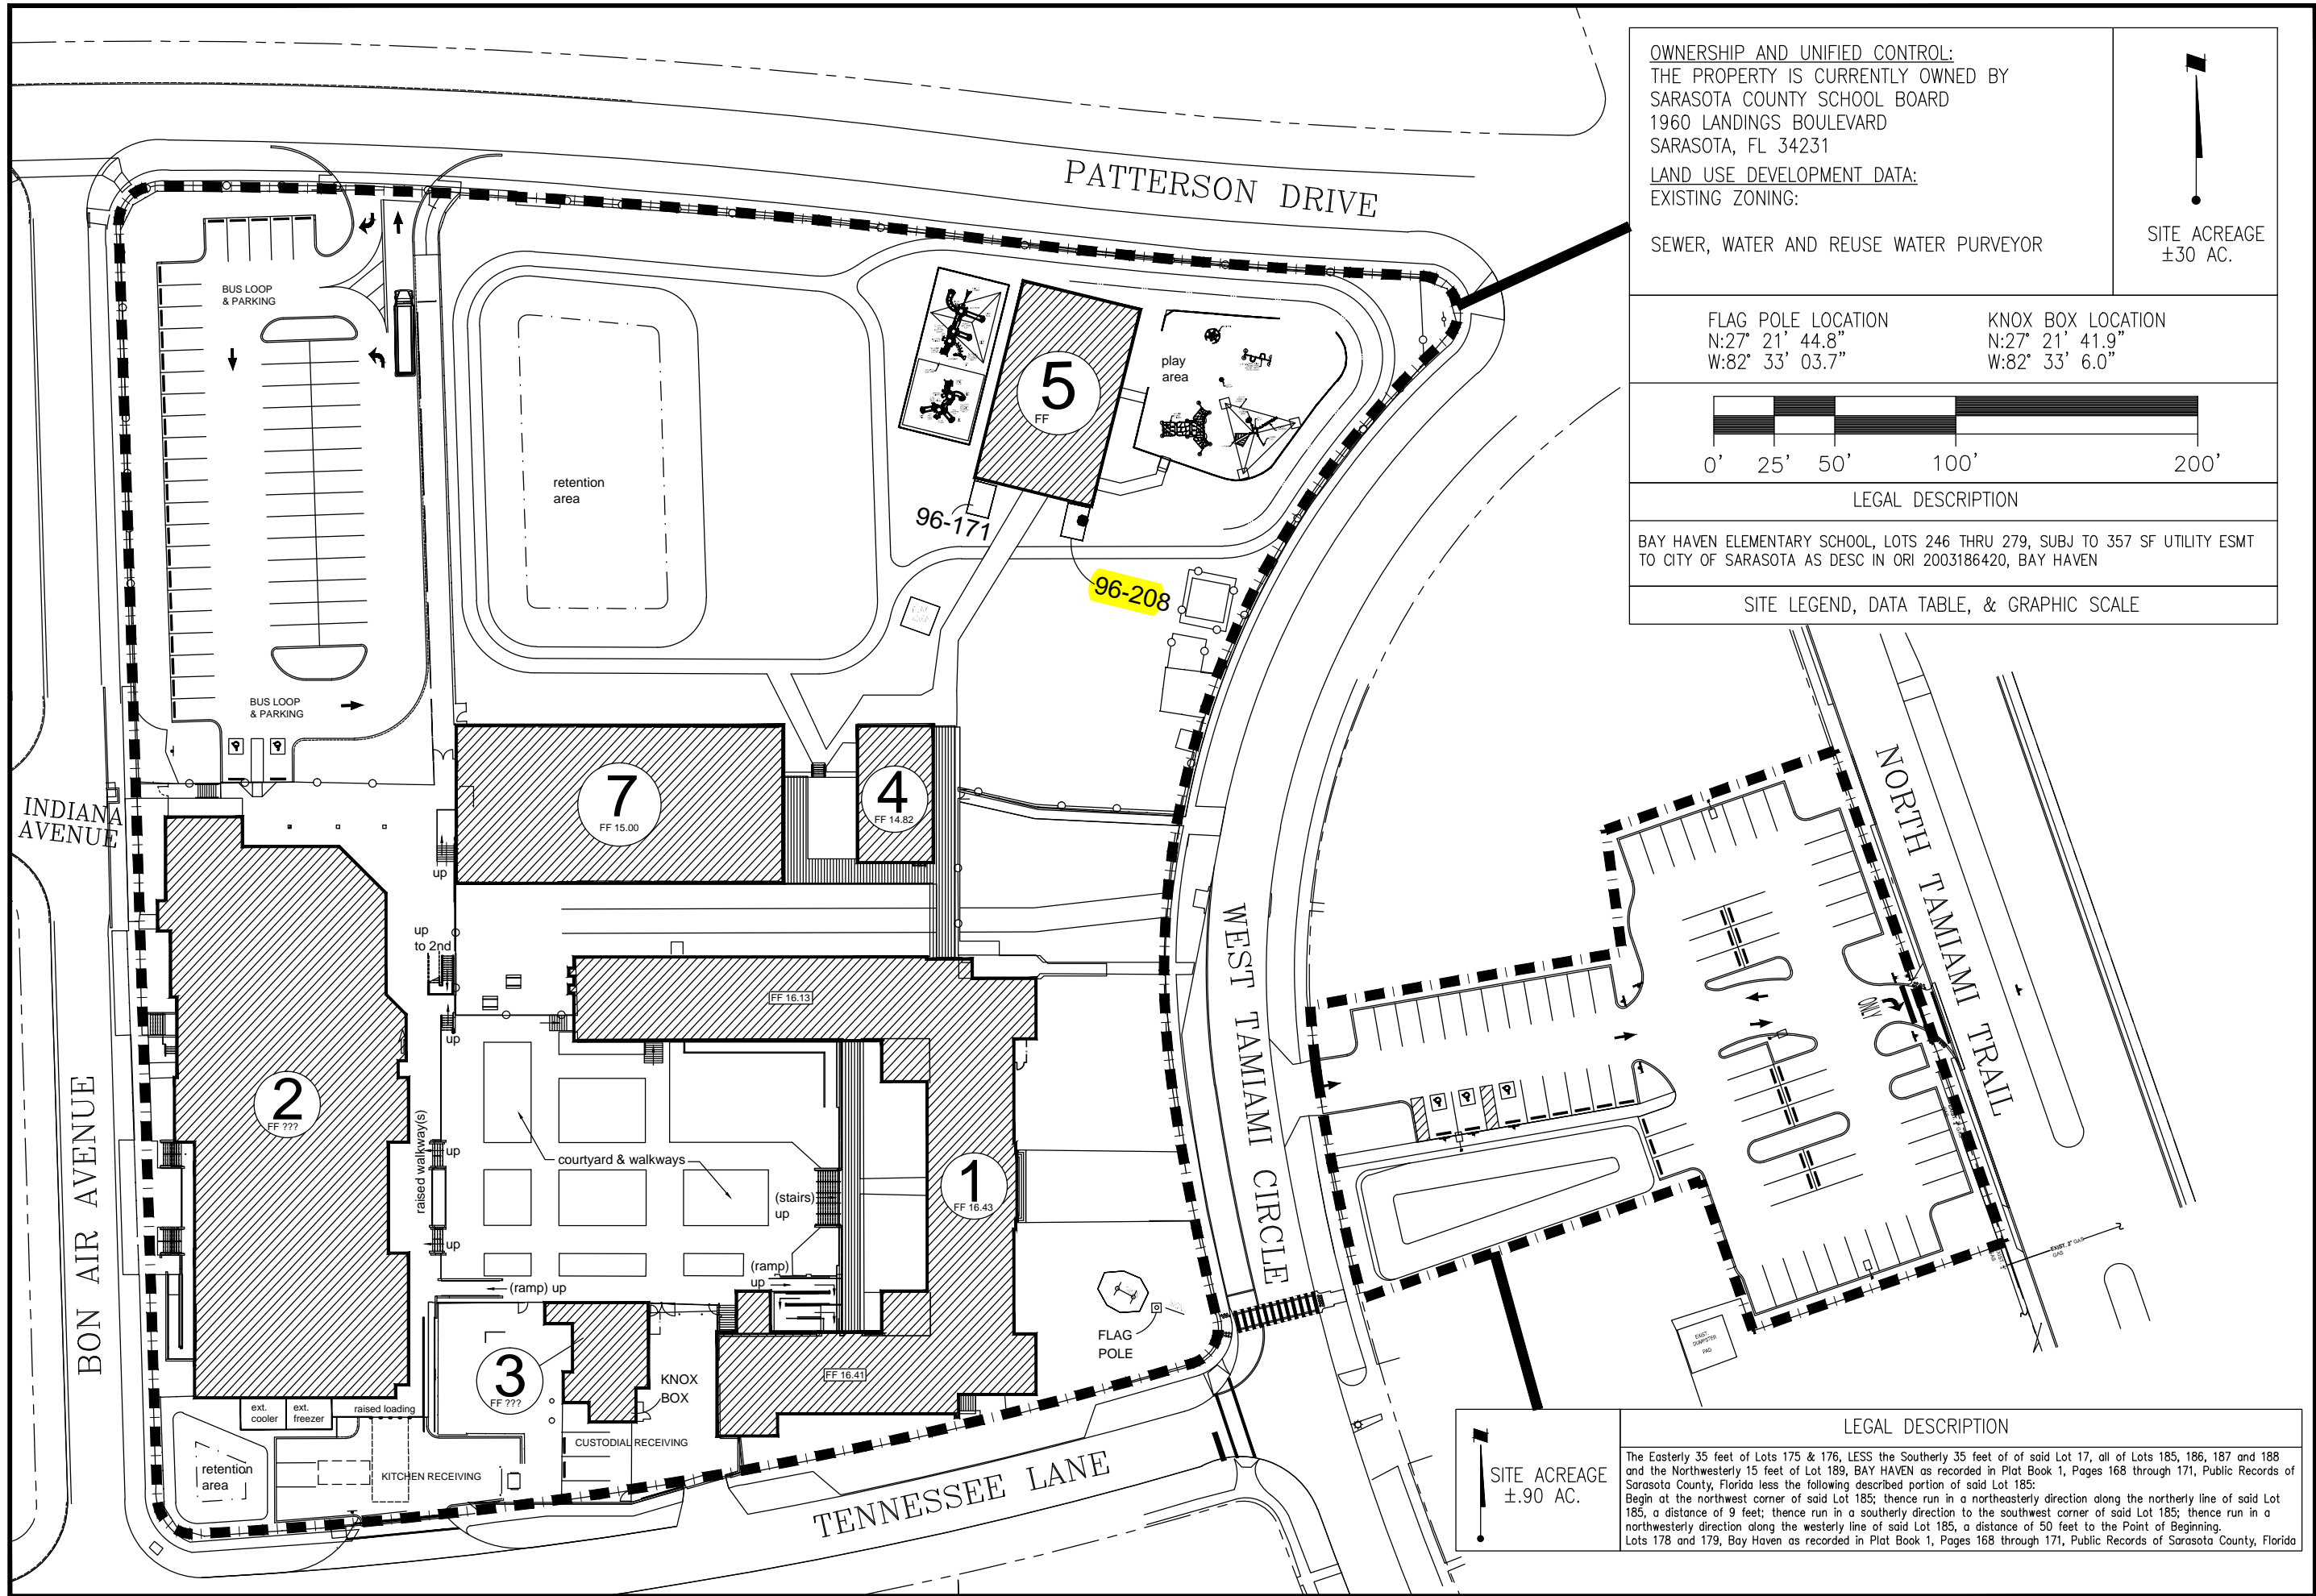 OWNERSHIP AND UNIFIED CONTROL:
THE PROPERTY IS CURRENTLY OWNED BY
SARASOTA COUNTY SCHOOL BOARD
1960 LANDINGS BOULEVARD
SARASOTA, FL 34231
LAND USE DEVELOPMENT DATA:
EXISTING ZONING:
SEWER, WATER AND REUSE WATER PURVEYOR
SITE ACREAGE
±30 AC.
FLAG POLE LOCATION
N:27° 21' 44.8"
W:82° 33' 03.7"
KNOX BOX LOCATION
N:27° 21' 41.9"
W:82° 33' 6.0"
0' 25' 50' 100' 200'
LEGAL DESCRIPTION
BAY HAVEN ELEMENTARY SCHOOL, LOTS 246 THRU 279, SUBJ TO 357 SF UTILITY ESMT
TO CITY OF SARASOTA AS DESC IN ORI 2003186420, BAY HAVEN
SITE LEGEND, DATA TABLE, & GRAPHIC SCALE
PATTERSON DRIVE
BUS LOOP
& PARKING
retention
area
5
FF
play
area
96-171
96-208
BUS LOOP
& PARKING
INDIANA
AVENUE
7
FF 15.00
4
FF 14.82
up
up
to 2nd
FF 16.13
up
2
FF ???
BON AIR AVENUE
raised walkway(s)
up
up
courtyard & walkways
(stairs)
up
1
FF 16.43
(ramp)
up
(ramp) up
WEST TAMIAMI CIRCLE
NORTH TAMIAMI TRAIL
ONLY
EXIST. 2" GAS
GAS
EXIST.
DUMPSTER
PAD
FLAG
POLE
3
FF ???
KNOX
BOX
FF 16.41
ext.
cooler
ext.
freezer
raised loading
CUSTODIAL RECEIVING
KITCHEN RECEIVING
retention
area
TENNESSEE LANE
SITE ACREAGE
±.90 AC.
LEGAL DESCRIPTION
The Easterly 35 feet of Lots 175 & 176, LESS the Southerly 35 feet of of said Lot 17, all of Lots 185, 186, 187 and 188
and the Northwesterly 15 feet of Lot 189, BAY HAVEN as recorded in Plat Book 1, Pages 168 through 171, Public Records of
Sarasota County, Florida less the following described portion of said Lot 185:
Begin at the northwest corner of said Lot 185; thence run in a northeasterly direction along the northerly line of said Lot
185, a distance of 9 feet; thence run in a southerly direction to the southwest corner of said Lot 185; thence run in a
northwesterly direction along the westerly line of said Lot 185, a distance of 50 feet to the Point of Beginning.
Lots 178 and 179, Bay Haven as recorded in Plat Book 1, Pages 168 through 171, Public Records of Sarasota County, Florida